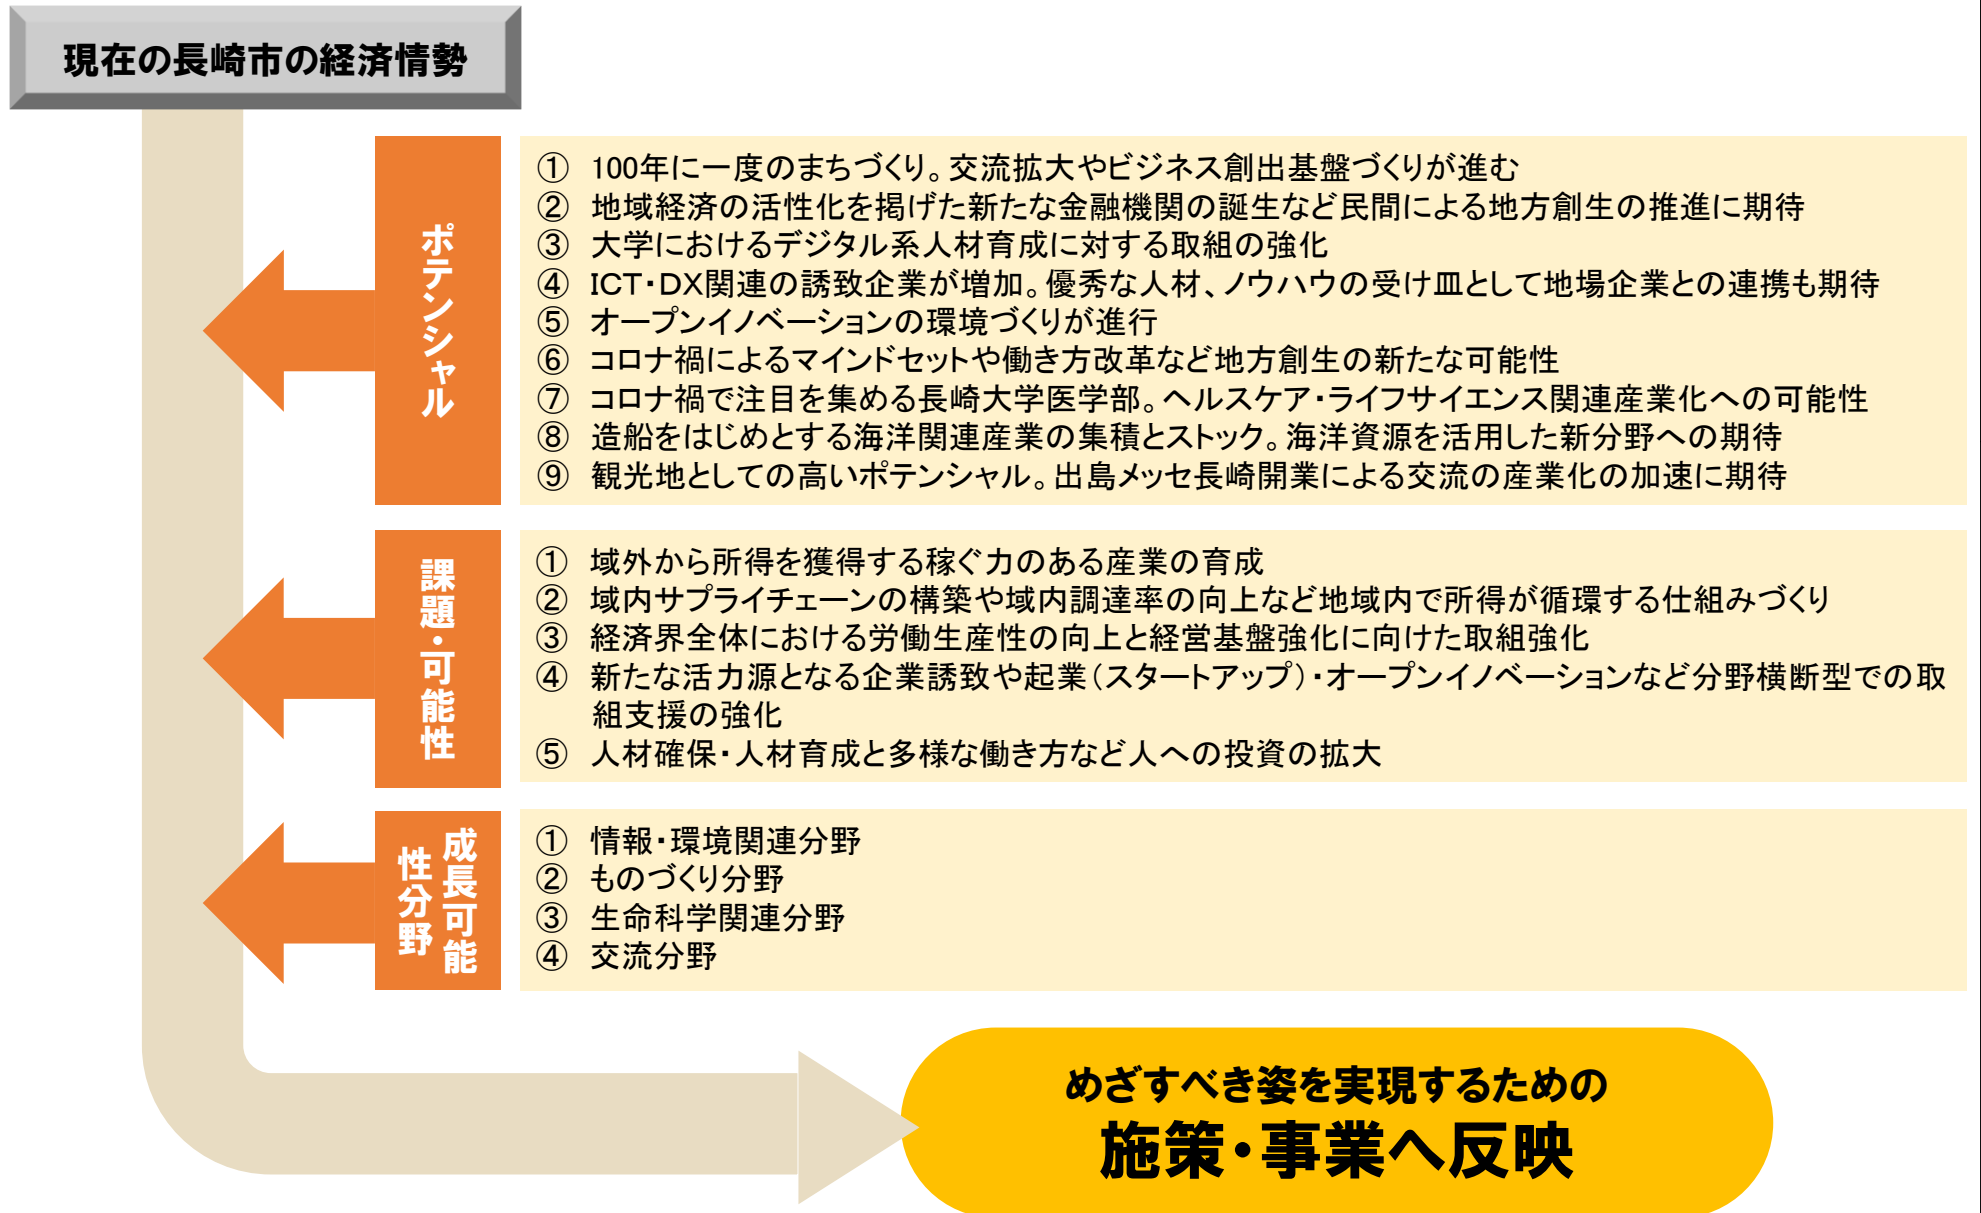 現在の長崎市の経済情勢
ポテンシャル
① 100年に一度のまちづくり。交流拡大やビジネス創出基盤づくりが進む
② 地域経済の活性化を掲げた新たな金融機関の誕生など民間による地方創生の推進に期待
③ 大学におけるデジタル系人材育成に対する取組の強化
④ ICT・DX関連の誘致企業が増加。優秀な人材、ノウハウの受け皿として地場企業との連携も期待
⑤ オープンイノベーションの環境づくりが進行
⑥ コロナ禍によるマインドセットや働き方改革など地方創生の新たな可能性
⑦ コロナ禍で注目を集める長崎大学医学部。ヘルスケア・ライフサイエンス関連産業化への可能性
⑧ 造船をはじめとする海洋関連産業の集積とストック。海洋資源を活用した新分野への期待
⑨ 観光地としての高いポテンシャル。出島メッセ長崎開業による交流の産業化の加速に期待
課題・可能性
① 域外から所得を獲得する稼ぐ力のある産業の育成
② 域内サプライチェーンの構築や域内調達率の向上など地域内で所得が循環する仕組みづくり
③ 経済界全体における労働生産性の向上と経営基盤強化に向けた取組強化
④ 新たな活力源となる企業誘致や起業（スタートアップ）・オープンイノベーションなど分野横断型での取
組支援の強化
⑤ 人材確保・人材育成と多様な働き方など人への投資の拡大
成長可能
性分野
① 情報・環境関連分野
② ものづくり分野
③ 生命科学関連分野
④ 交流分野
めざすべき姿を実現するための
施策・事業へ反映